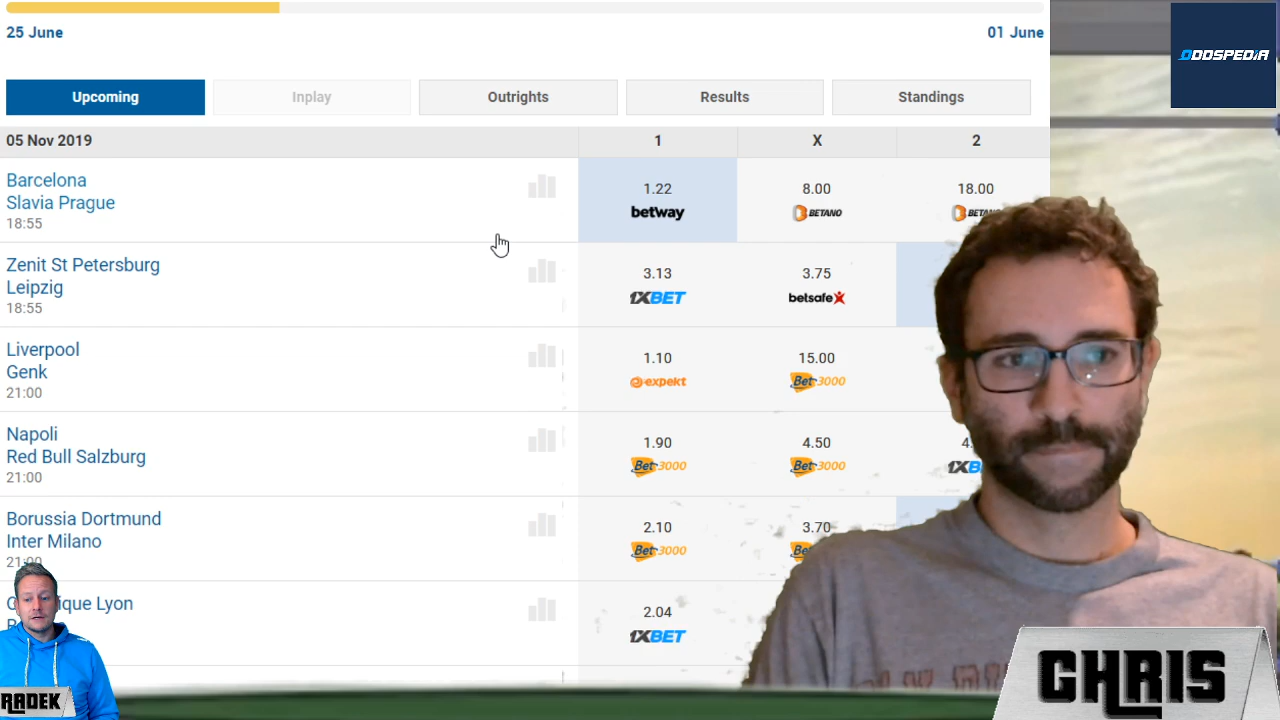 25 June
01 June
ODDSPEDIA
Upcoming
Inplay
Outrights
Results
Standings
05 Nov 2019
1
X
2
Barcelona
Slavia Prague
18:55
1.22
betway
8.00
BETANO
18.00
Zenit St Petersburg
Leipzig
18:55
3.13
1XBET
3.75
betsafe
Liverpool
Genk
21:00
1.10
expekt
15.00
Bet3000
Napoli
Red Bull Salzburg
21:00
1.90
Bet3000
4.50
Bet3000
Borussia Dortmund
Inter Milano
21:00
2.10
Bet3000
3.70
Lyon
2.04
1XBET
RADEK
CHRIS